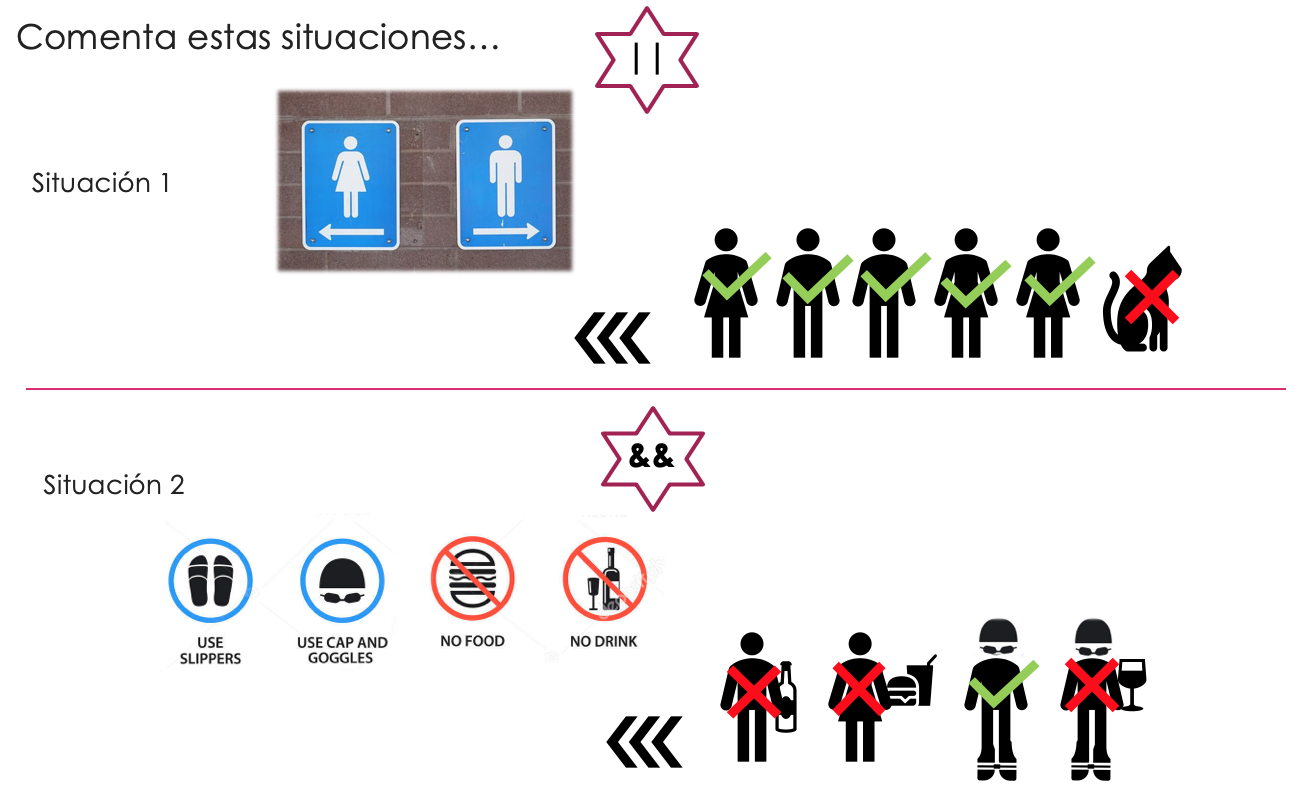 Comenta estas situaciones...
||
Situación 1
&&
Situación 2
USE
SLIPPERS
USE CAP AND
GOGGLES
NO FOOD
NO DRINK